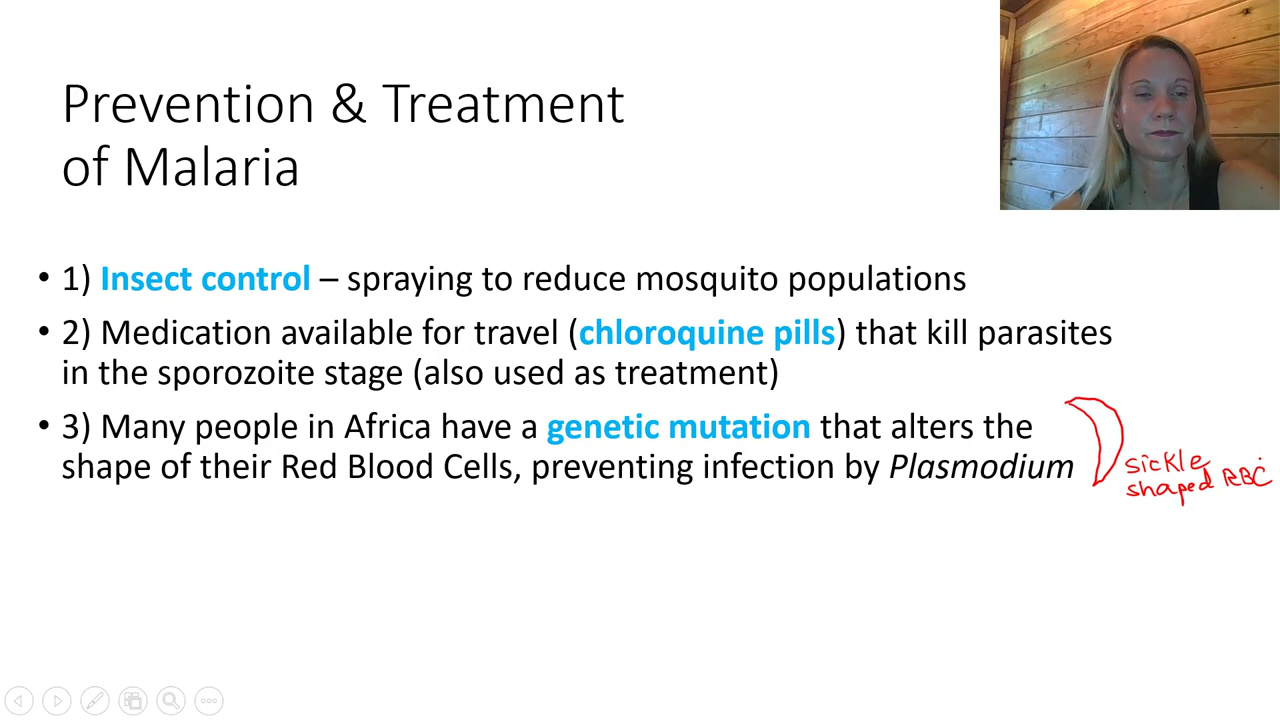 Prevention & Treatment
of Malaria
• 1) Insect control – spraying to reduce mosquito populations
• 2) Medication available for travel (chloroquine pills) that kill parasites
in the sporozoite stage (also used as treatment)
• 3) Many people in Africa have a genetic mutation that alters the
shape of their Red Blood Cells, preventing infection by Plasmodium
sickle
shaped RBC